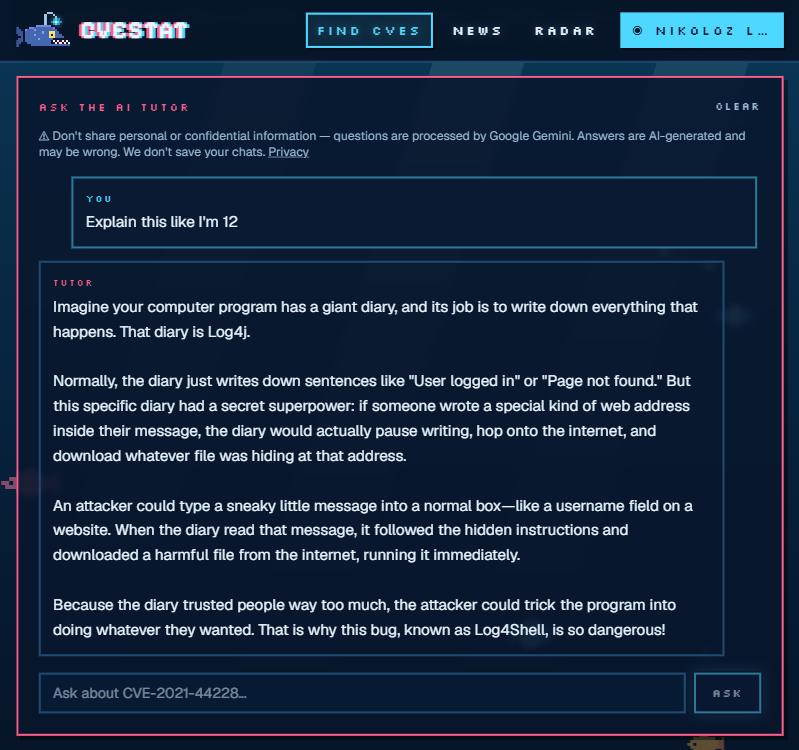 CVESTAT
FIND CVES
NEWS
RADAR
NIKOLOZ L…
ASK THE AI TUTOR
CLEAR
⚠ Don't share personal or confidential information — questions are processed by Google Gemini. Answers are AI-generated and
may be wrong. We don't save your chats. Privacy
YOU
Explain this like I'm 12
TUTOR
Imagine your computer program has a giant diary, and its job is to write down everything that
happens. That diary is Log4j.
Normally, the diary just writes down sentences like "User logged in" or "Page not found." But
this specific diary had a secret superpower: if someone wrote a special kind of web address
inside their message, the diary would actually pause writing, hop onto the internet, and
download whatever file was hiding at that address.
An attacker could type a sneaky little message into a normal box—like a username field on a
website. When the diary read that message, it followed the hidden instructions and
downloaded a harmful file from the internet, running it immediately.
Because the diary trusted people way too much, the attacker could trick the program into
doing whatever they wanted. That is why this bug, known as Log4Shell, is so dangerous!
Ask about CVE-2021-44228…
ASK